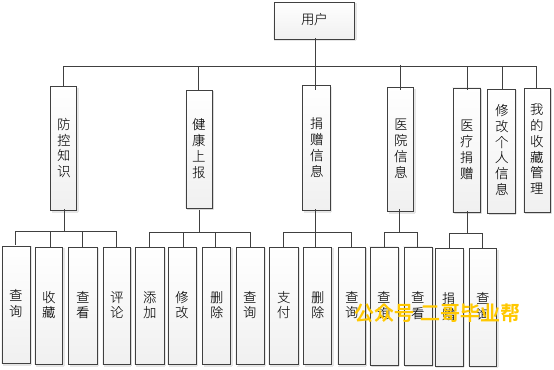 用户
防控知识
健康上报
捐赠信息
医院信息
医疗捐赠
修改个人信息
我的收藏管理
查询
收藏
查看
评论
添加
修改
删除
查询
支付
删除
查询
查询
查看
捐赠
查询
公众号二哥毕业帮